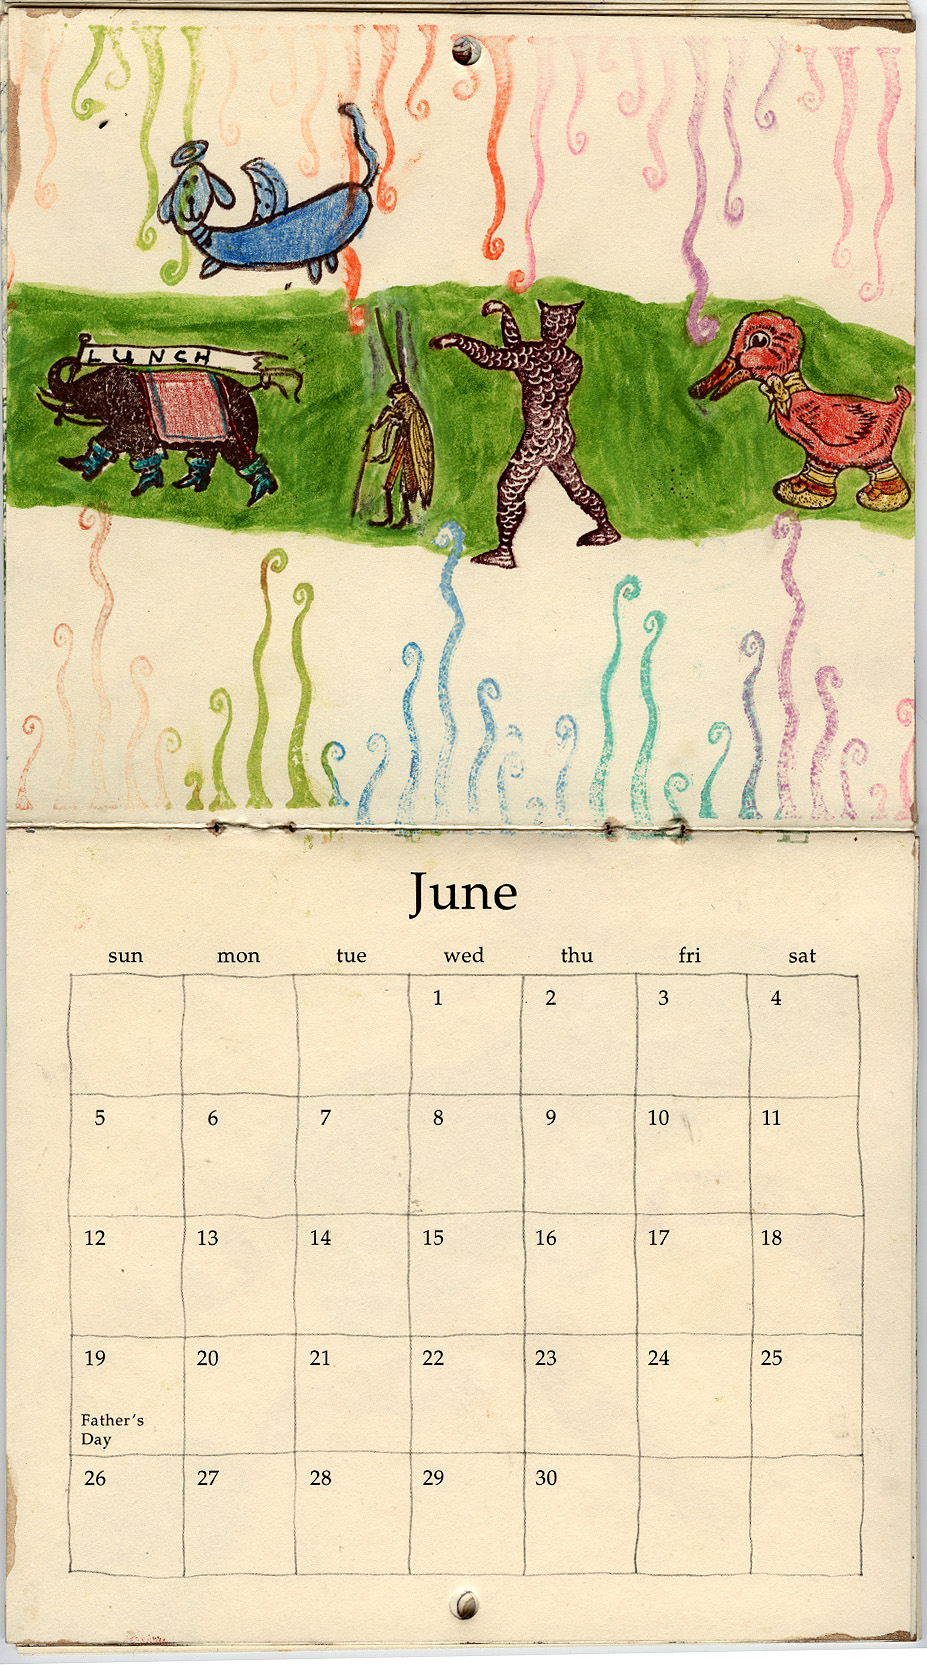 LUNCH
June
sun mon tue wed thu fri sat
1 2 3 4
5 6 7 8 9 10 11
12 13 14 15 16 17 18
19 20 21 22 23 24 25
Father's
Day
26 27 28 29 30